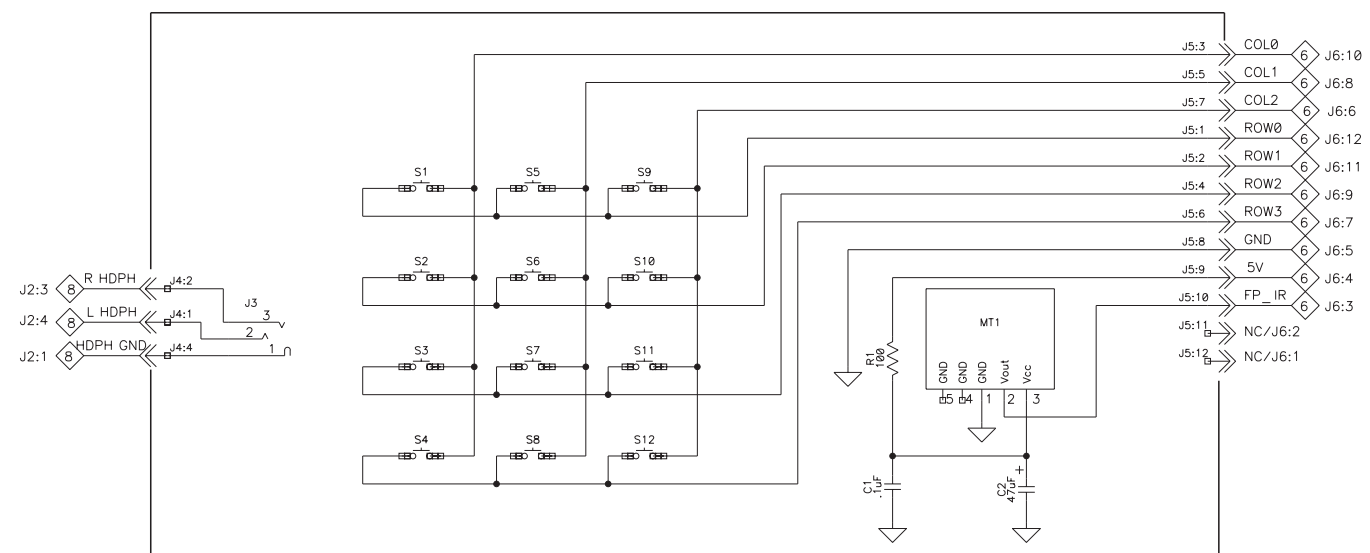 J5:3 COL0 6 J6:10
J5:5 COL1 6 J6:8
J5:7 COL2 6 J6:6
J5:1 ROW0 6 J6:12
J5:2 ROW1 6 J6:11
J5:4 ROW2 6 J6:9
J5:6 ROW3 6 J6:7
J5:8 GND 6 J6:5
J5:9 5V 6 J6:4
J5:10 FP_IR 6 J6:3
J5:11 NC/J6:2
J5:12 NC/J6:1
S1 S5 S9
S2 S6 S10
S3 S7 S11
S4 S8 S12
J2:3 8 R HDPH J4:2
J2:4 8 L HDPH J4:1
J2:1 8 HDPH GND J4:4
J3
3
2
1
MT1
GND GND GND Vout Vcc
5 4 1 2 3
R1
100
C1
.1uF
C2
47uF
+